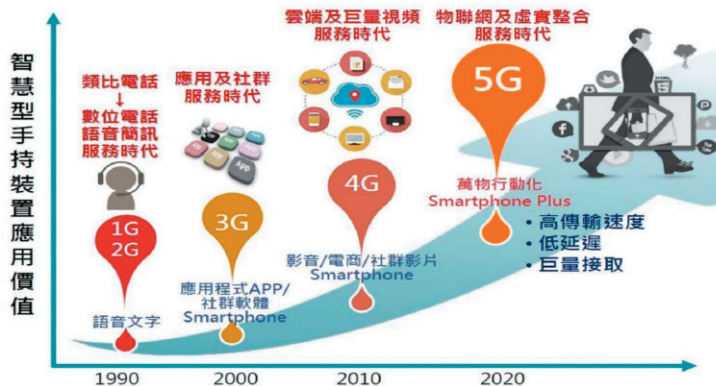 智慧型手持裝置應用價值
類比電話
↓
數位電話
語音簡訊
服務時代
1G
2G
語音文字
應用及社群
服務時代
App
3G
應用程式APP/
社群軟體
Smartphone
雲端及巨量視頻
服務時代
4G
影音/電商/社群影片
Smartphone
物聯網及虛實整合
服務時代
5G
萬物行動化
Smartphone Plus
• 高傳輸速度
• 低延遲
• 巨量接取
1990
2000
2010
2020